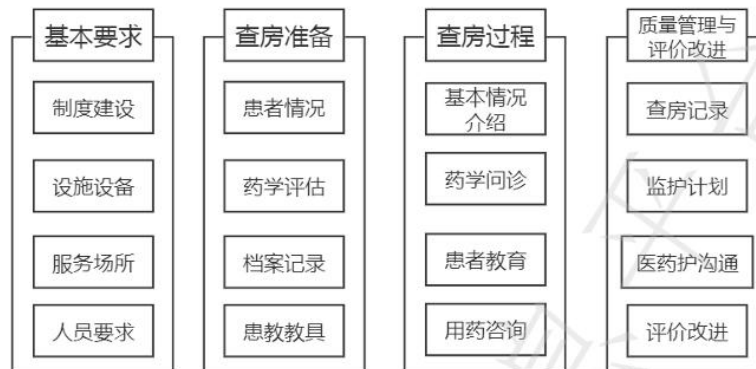 基本要求
制度建设
设施设备
服务场所
人员要求
查房准备
患者情况
药学评估
档案记录
患教教具
查房过程
基本情况
介绍
药学问诊
患者教育
用药咨询
质量管理与
评价改进
查房记录
监护计划
医药护沟通
评价改进